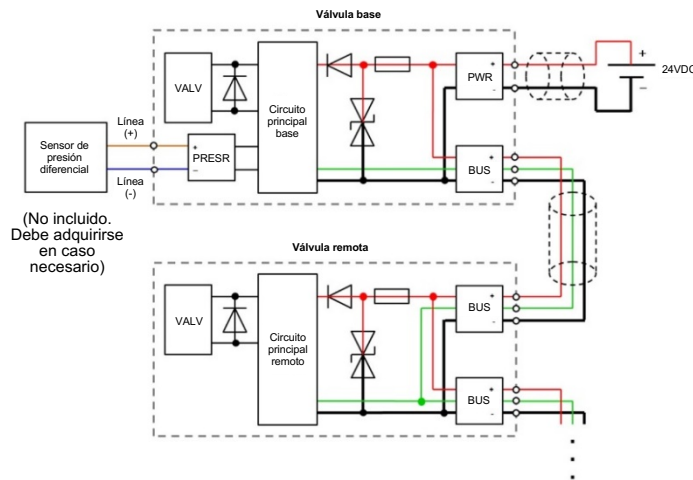 Válvula base
VALV
Circuito
principal
base
PWR
+
-
+
−
24VDC
Sensor de
presión
diferencial
Línea
(+)
Línea
(-)
+
−
PRESR
BUS
+
-
(No incluido.
Debe adquirirse
en caso
necesario)
Válvula remota
VALV
Circuito
principal
remoto
BUS
+
-
BUS
+
-